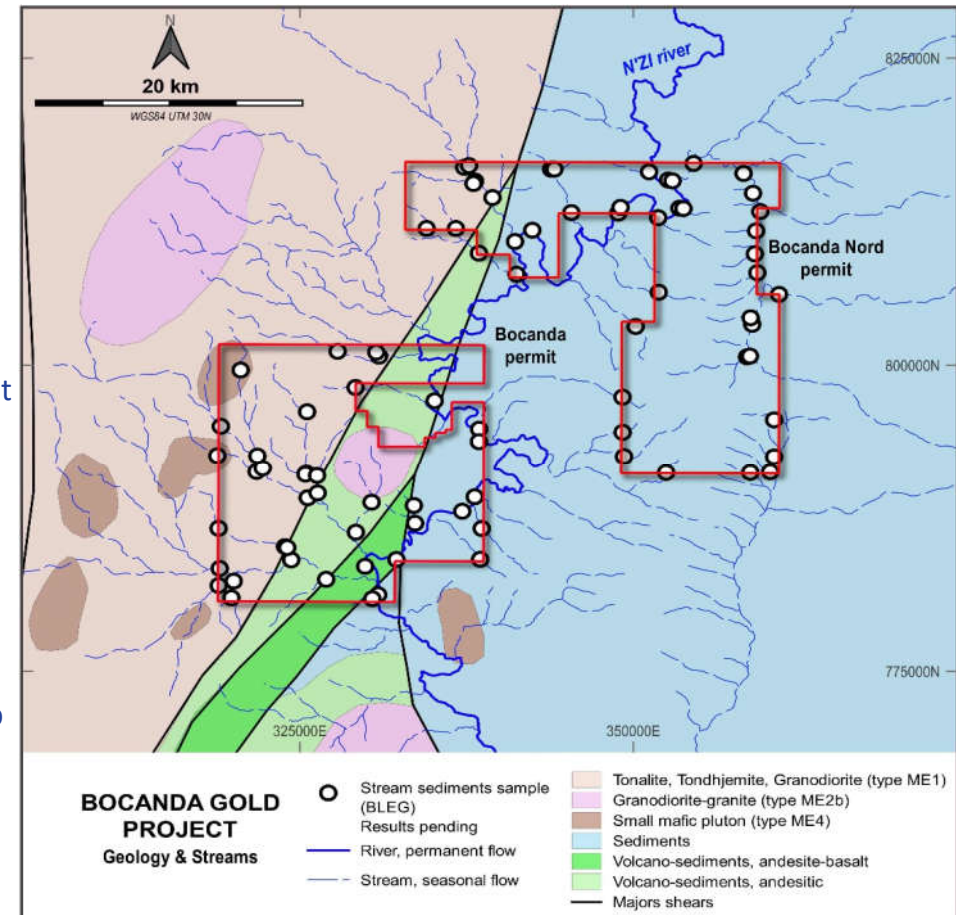 N
20 km
WGS84 UTM 30N
N'ZI river
825000N
Bocanda Nord
permit
Bocanda
permit
800000N
775000N
325000E
350000E
BOCANDA GOLD
PROJECT
Geology & Streams
Stream sediments sample
(BLEG)
Results pending
River, permanent flow
Stream, seasonal flow
Tonalite, Tondhjemite, Granodiorite (type ME1)
Granodiorite-granite (type ME2b)
Small mafic pluton (type ME4)
Sediments
Volcano-sediments, andesite-basalt
Volcano-sediments, andesitic
Majors shears